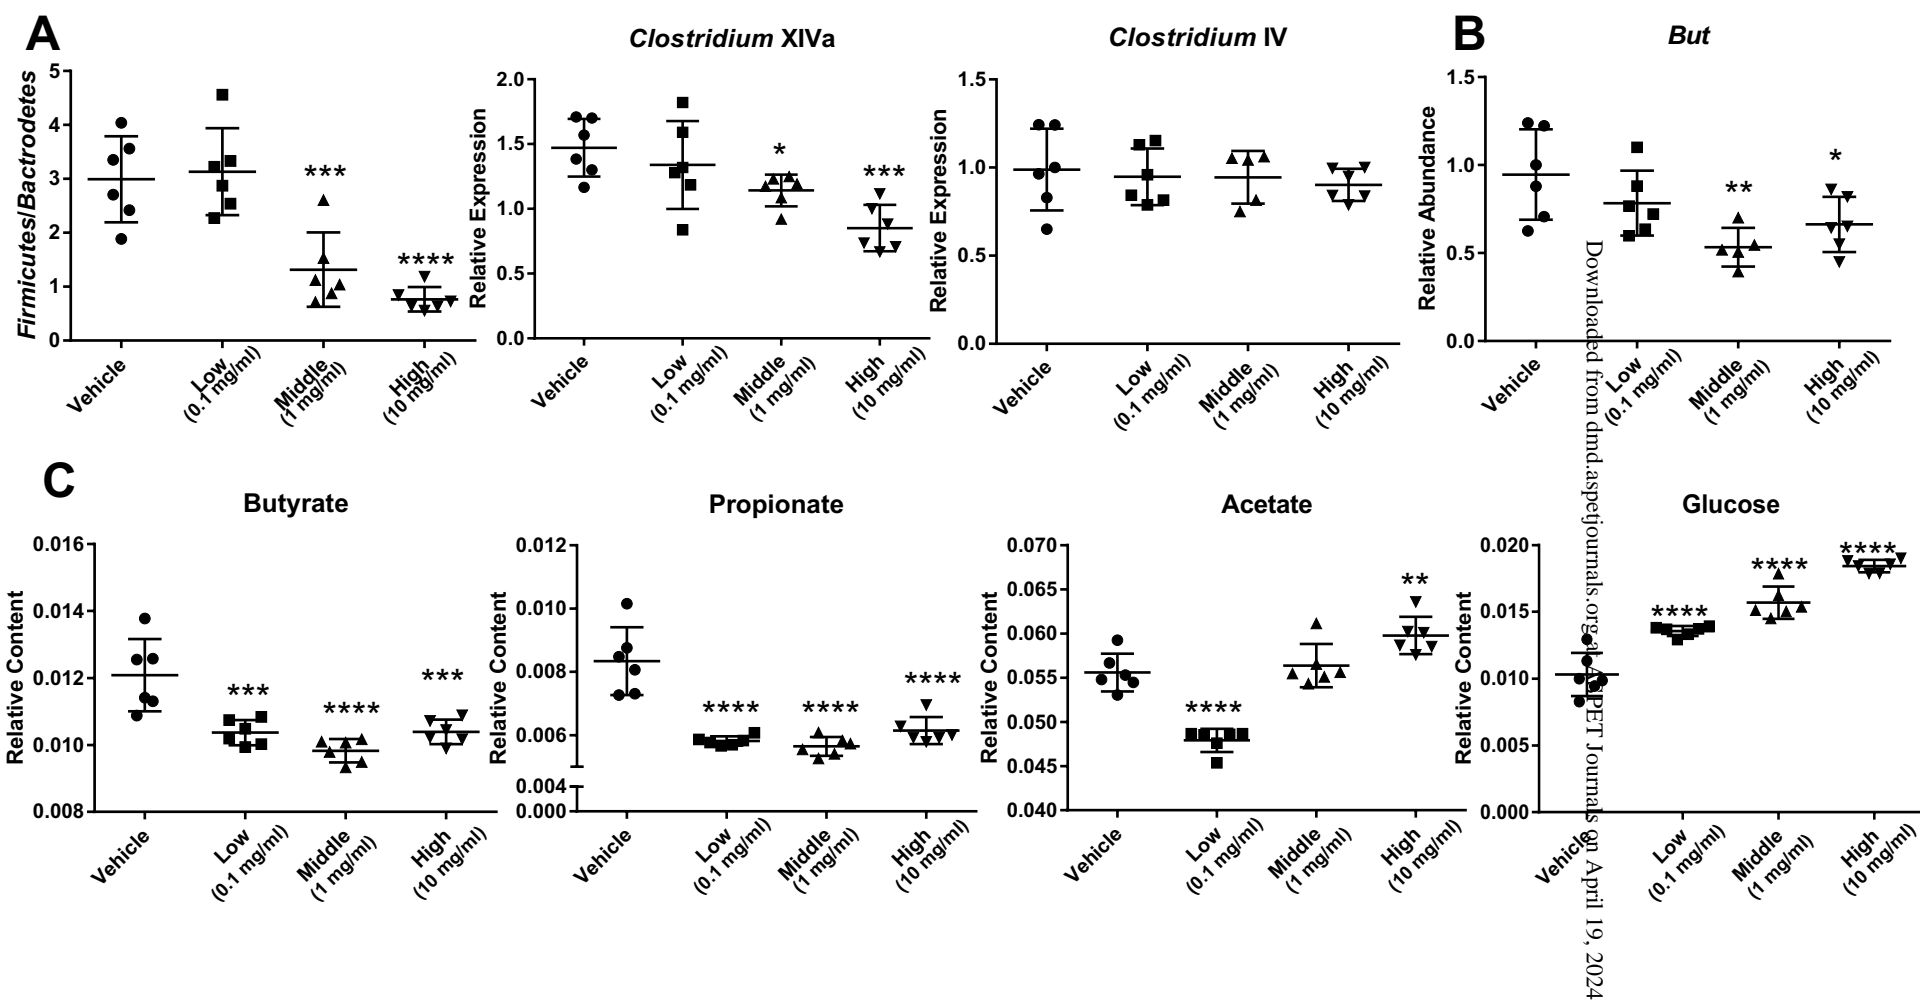 A
Firmicutes/Bactrodetes
5
4
3
2
1
0
***
****
Vehicle
Low
(0.1 mg/ml)
Middle
(1 mg/ml)
High
(10 mg/ml)
Clostridium XIVa
Relative Expression
2.0
1.5
1.0
0.5
0.0
*
***
Vehicle
Low
(0.1 mg/ml)
Middle
(1 mg/ml)
High
(10 mg/ml)
Clostridium IV
Relative Expression
1.5
1.0
0.5
0.0
Vehicle
Low
(0.1 mg/ml)
Middle
(1 mg/ml)
High
(10 mg/ml)
B
But
Relative Abundance
1.5
1.0
0.5
0.0
**
*
Vehicle
Low
(0.1 mg/ml)
Middle
(1 mg/ml)
High
(10 mg/ml)
C
Butyrate
Relative Content
0.016
0.014
0.012
0.010
0.008
***
****
***
Vehicle
Low
(0.1 mg/ml)
Middle
(1 mg/ml)
High
(10 mg/ml)
Propionate
Relative Content
0.012
0.010
0.008
0.006
0.004
0.000
****
****
****
Vehicle
Low
(0.1 mg/ml)
Middle
(1 mg/ml)
High
(10 mg/ml)
Acetate
Relative Content
0.070
0.065
0.060
0.055
0.050
0.045
0.040
****
**
Vehicle
Low
(0.1 mg/ml)
Middle
(1 mg/ml)
High
(10 mg/ml)
Glucose
Relative Content
0.020
0.015
0.010
0.005
0.000
****
****
****
Vehicle
Low
(0.1 mg/ml)
Middle
(1 mg/ml)
High
(10 mg/ml)
Downloaded from dmd.aspetjournals.org at ASPET Journals on April 19, 2024